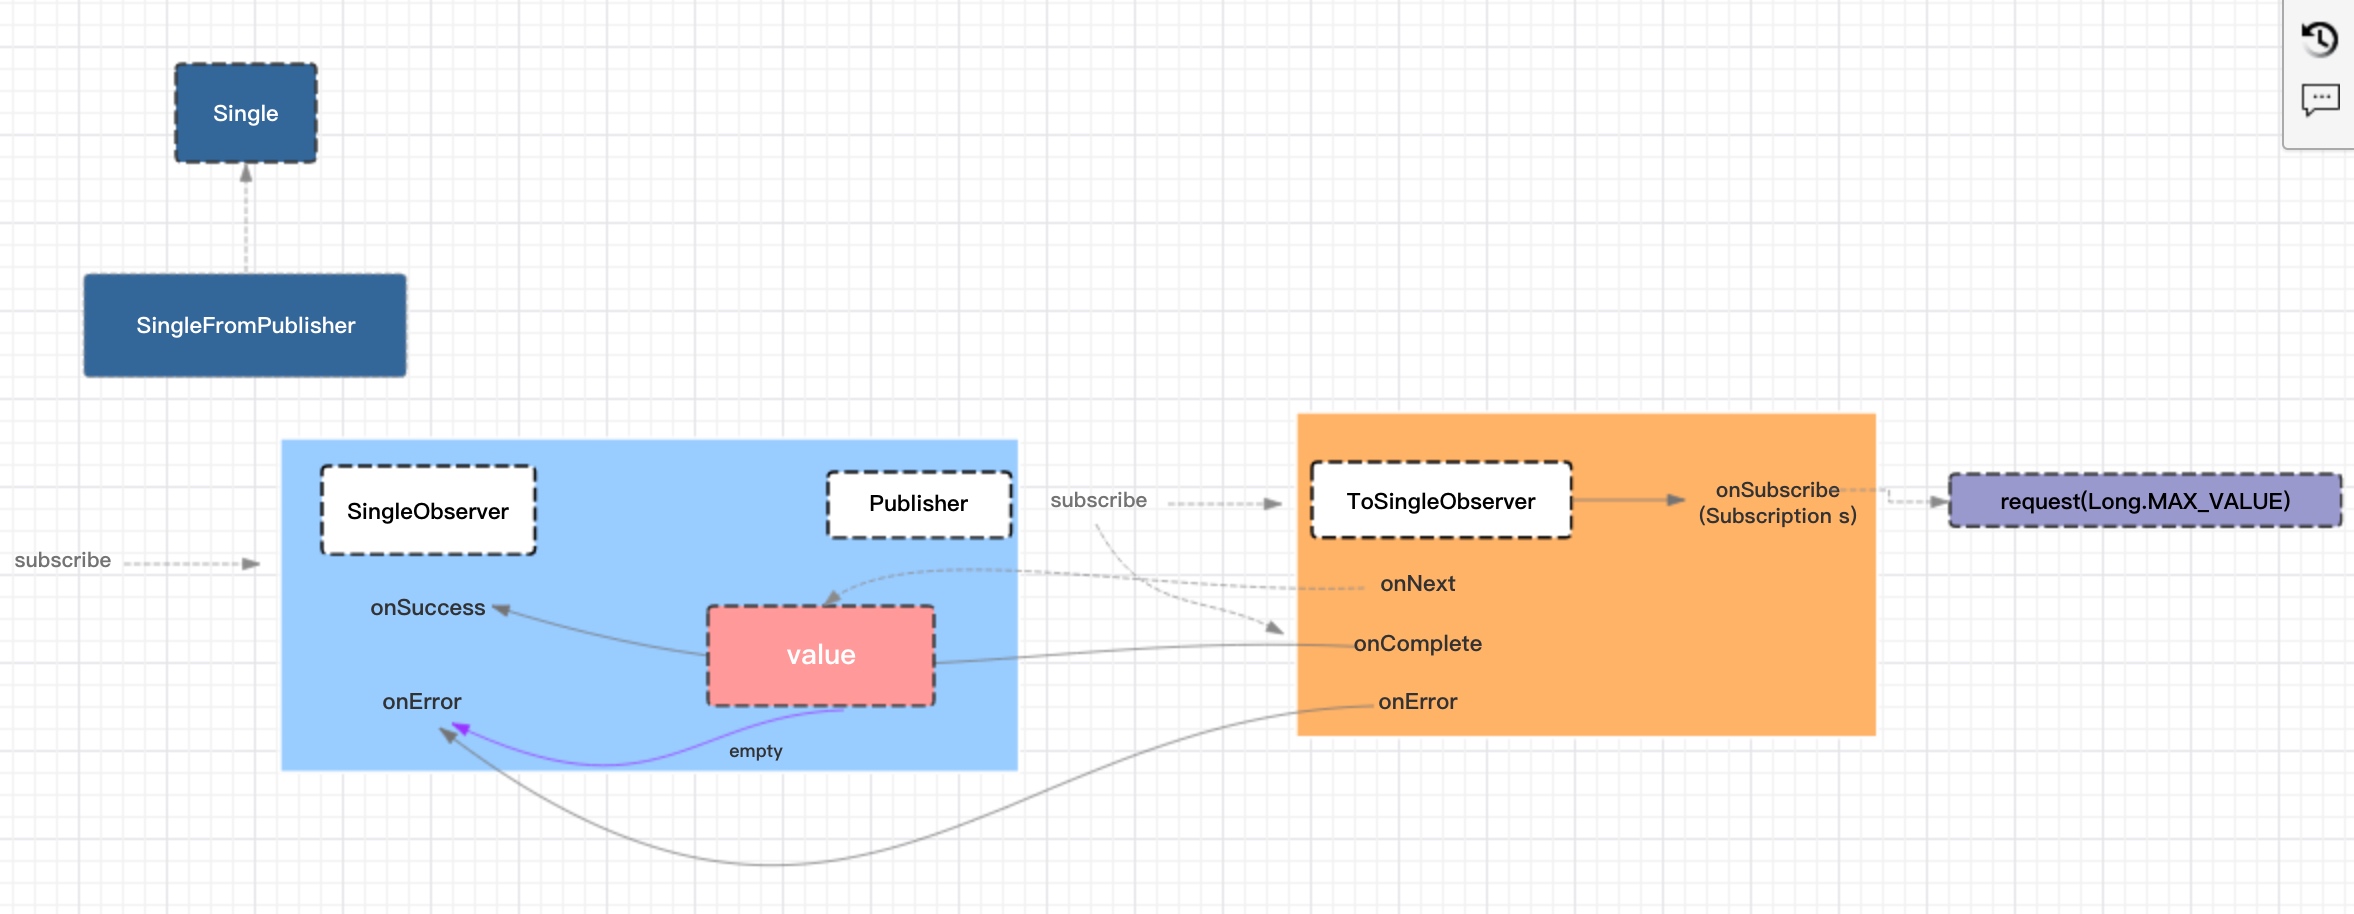 Single
SingleFromPublisher
SingleObserver
Publisher
subscribe
ToSingleObserver
onSubscribe
(Subscription s)
request(Long.MAX_VALUE)
subscribe
onNext
onSuccess
value
onComplete
onError
onError
empty